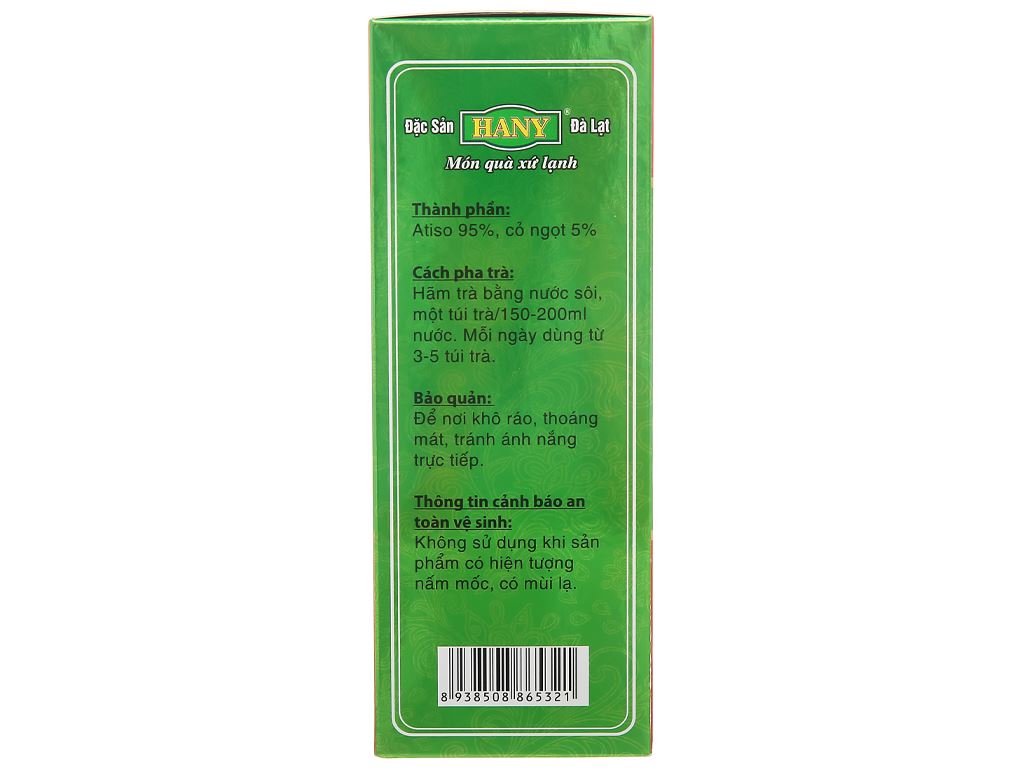 Đặc Sản HANY® Đà Lạt
Món quà xứ lạnh
Thành phần:
Atiso 95%, cỏ ngọt 5%
Cách pha trà:
Hãm trà bằng nước sôi,
một túi trà/150-200ml
nước. Mỗi ngày dùng từ
3-5 túi trà.
Bảo quản:
Để nơi khô ráo, thoáng
mát, tránh ánh nắng
trực tiếp.
Thông tin cảnh báo an
toàn vệ sinh:
Không sử dụng khi sản
phẩm có hiện tượng
nấm mốc, có mùi lạ.
8 938508 865321